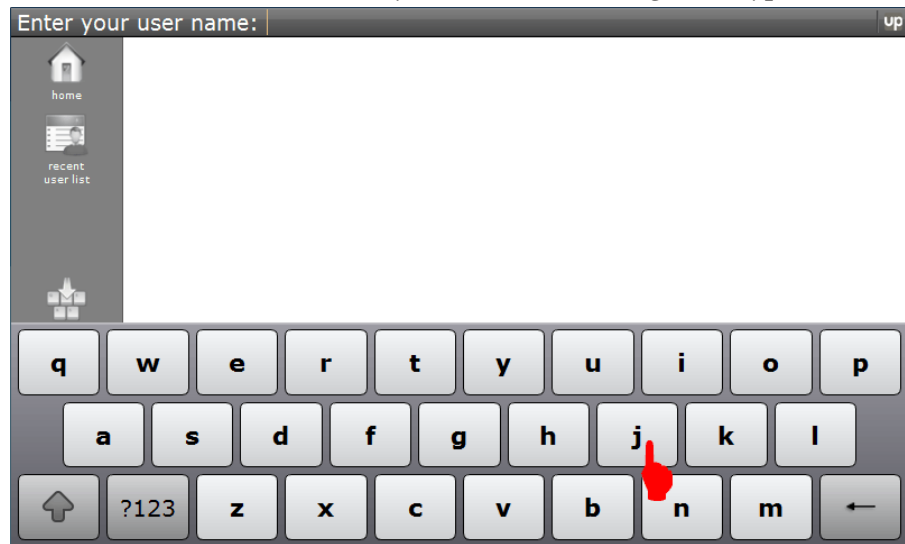 Enter your user name:
up
home
recent
user list
q w e r t y u i o p
a s d f g h j k l
?123 z x c v b n m